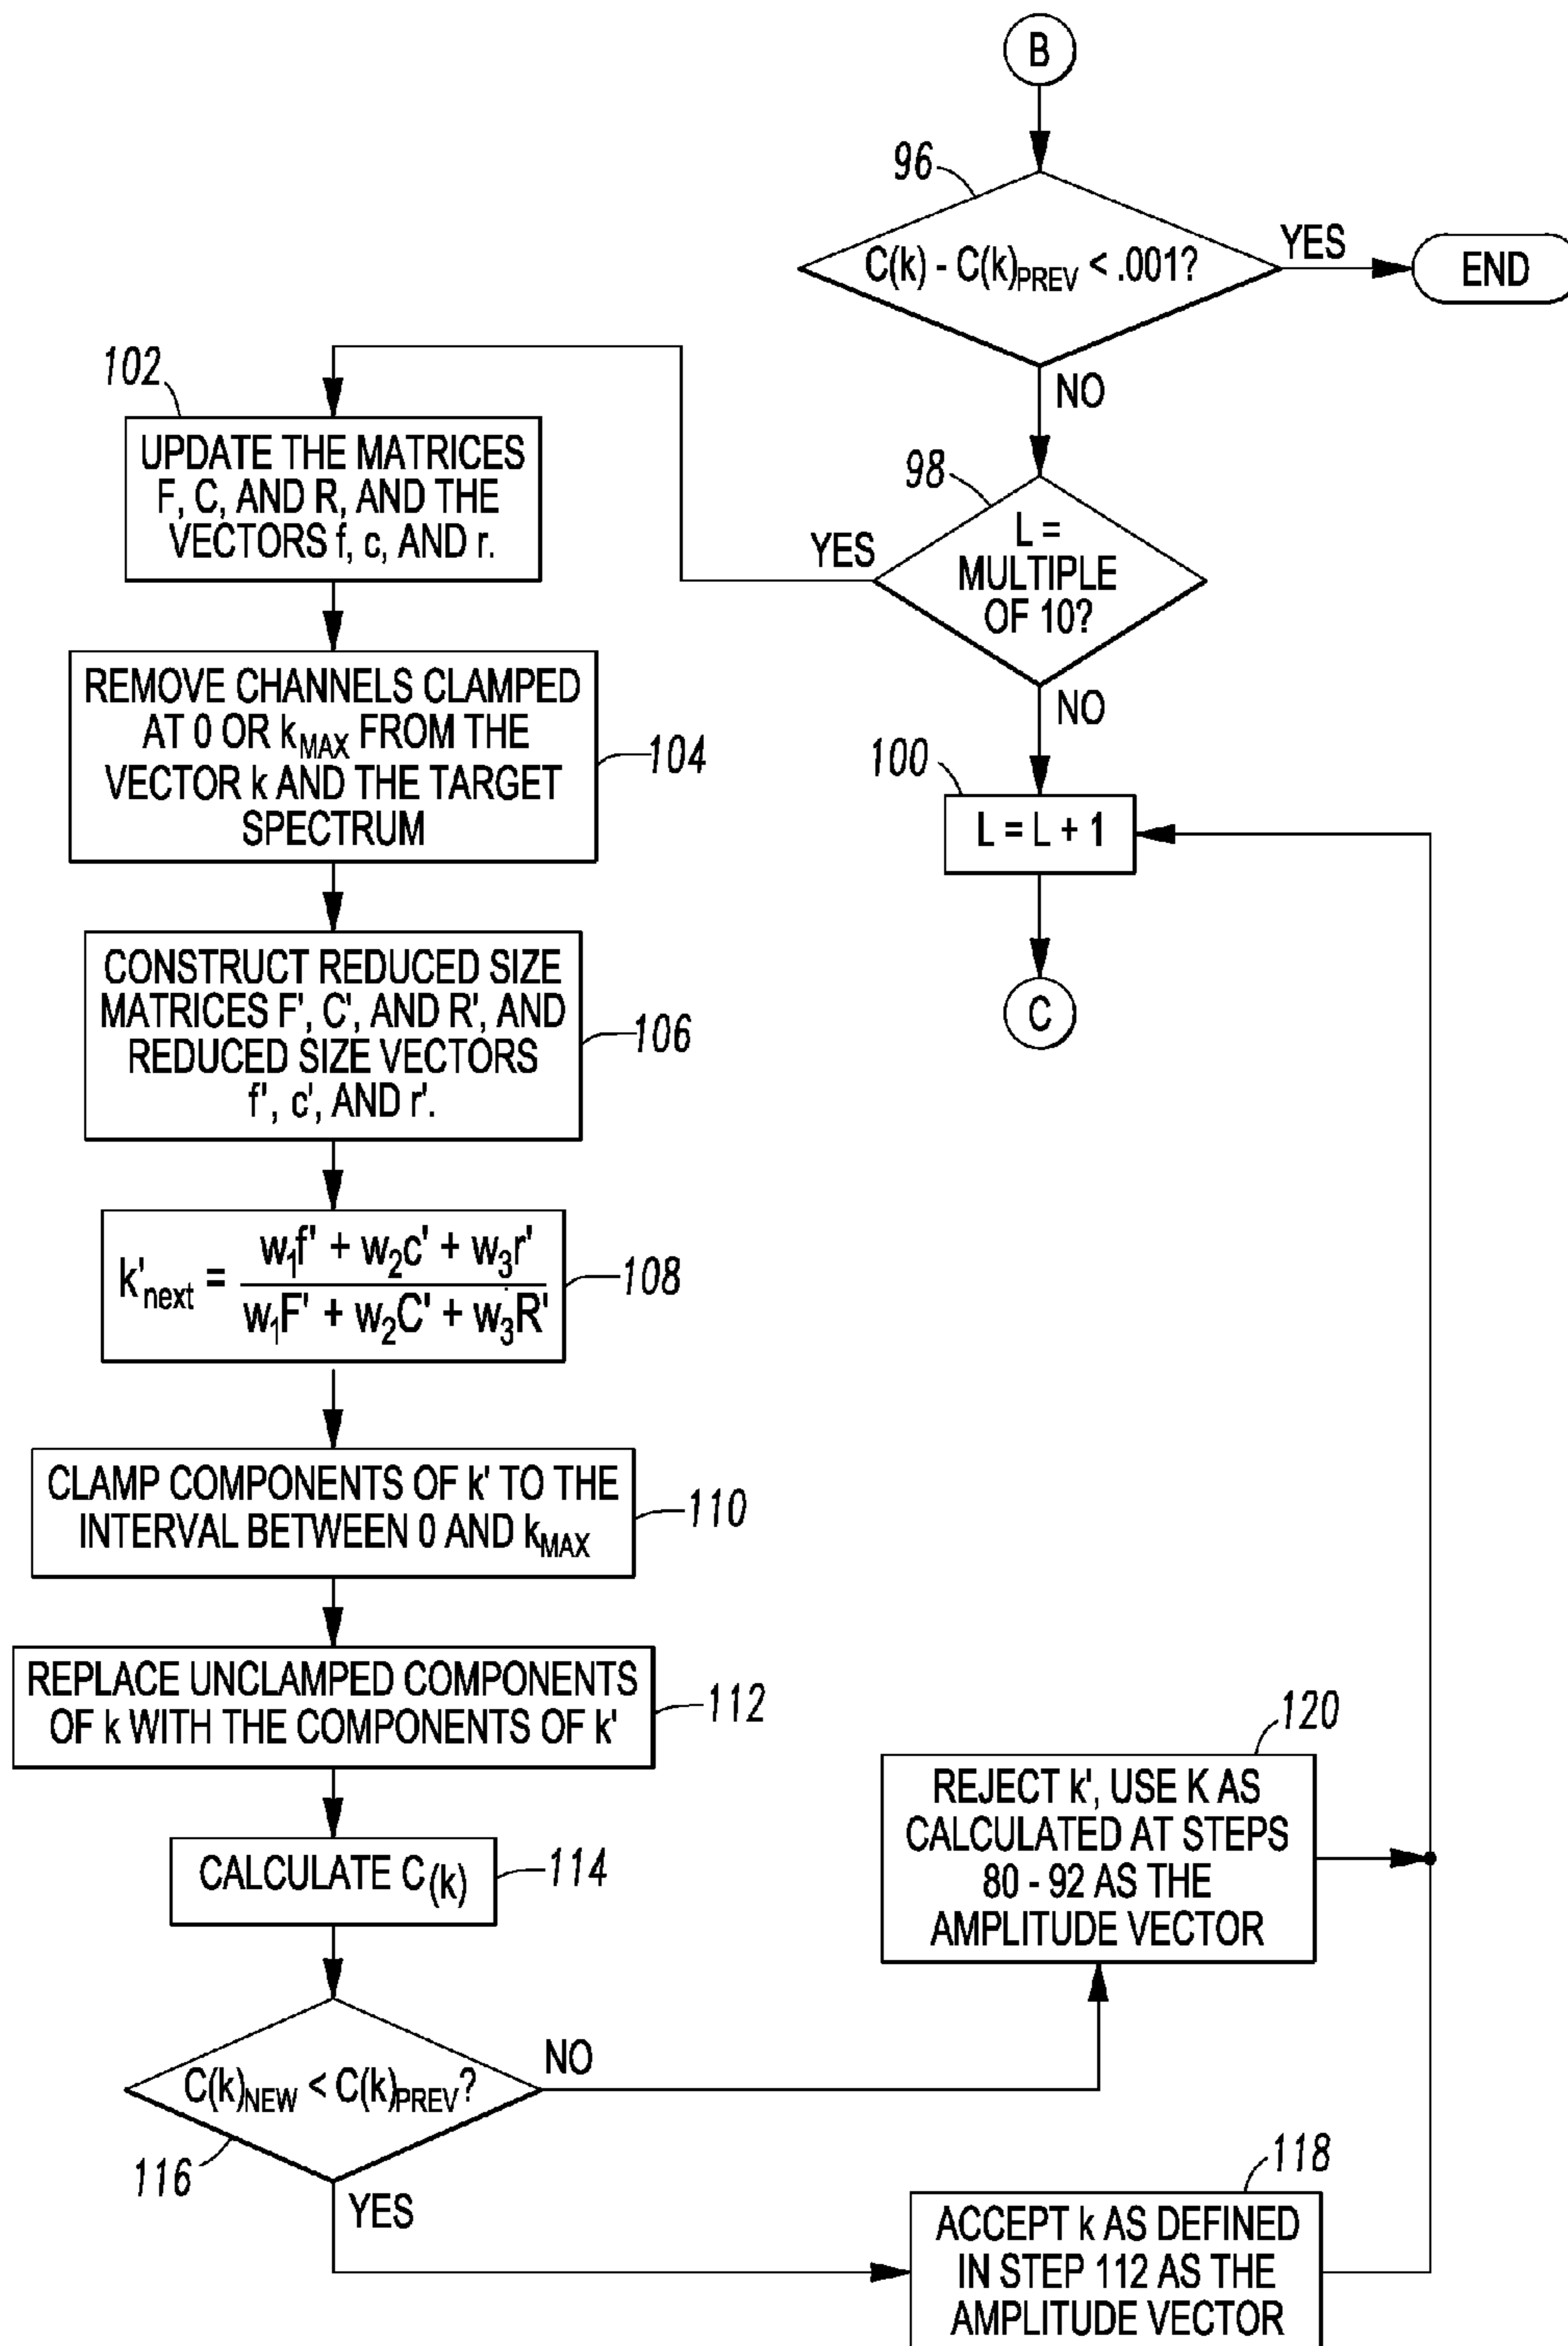 B
96
C(k) - C(k)PREV < .001?
YES
END
NO
98
L =
MULTIPLE
OF 10?
YES
NO
100
L = L + 1
C
102
UPDATE THE MATRICES
F, C, AND R, AND THE
VECTORS f, c, AND r.
REMOVE CHANNELS CLAMPED
AT 0 OR kMAX FROM THE
VECTOR k AND THE TARGET
SPECTRUM
104
CONSTRUCT REDUCED SIZE
MATRICES F', C', AND R', AND
REDUCED SIZE VECTORS
f', c', AND r'.
106
k'next = 
w1f' + w2c' + w3r'
w1F' + w2C' + w3R'
108
CLAMP COMPONENTS OF k' TO THE
INTERVAL BETWEEN 0 AND kMAX
110
REPLACE UNCLAMPED COMPONENTS
OF k WITH THE COMPONENTS OF k'
112
CALCULATE C(k)
114
C(k)NEW < C(k)PREV?
116
NO
YES
120
REJECT k', USE K AS
CALCULATED AT STEPS
80 - 92 AS THE
AMPLITUDE VECTOR
118
ACCEPT k AS DEFINED
IN STEP 112 AS THE
AMPLITUDE VECTOR